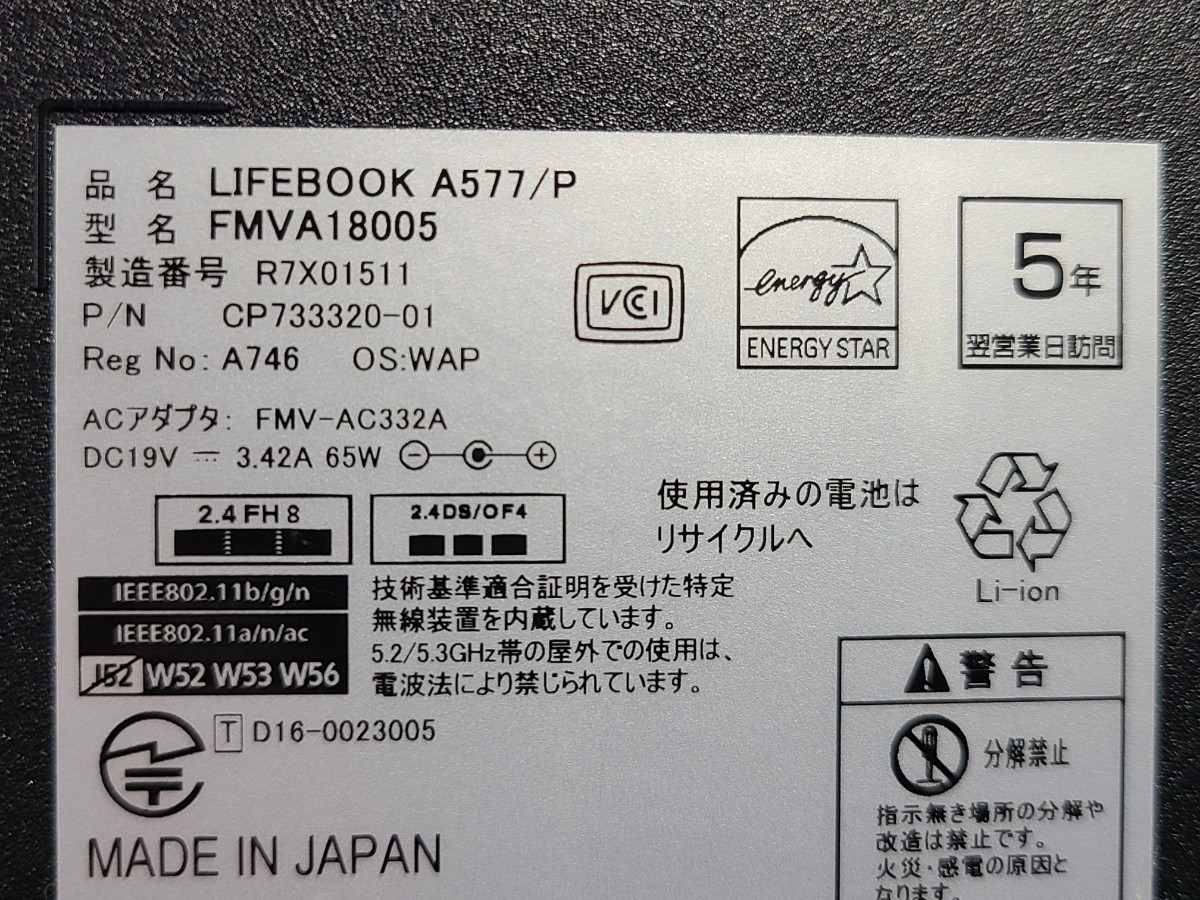 品 名 LIFEBOOK A577/P
型 名 FMVA18005
製造番号 R7X01511
P/N CP733320-01
Reg No: A746 OS:WAP
VCI
energy
ENERGY STAR
5年
翌営業日訪問
ACアダプタ: FMV-AC332A
DC19V ⎓ 3.42A 65W
2.4FH8
2.4DS/OF4
使用済みの電池は
リサイクルへ
Li-ion
IEEE802.11b/g/n
IEEE802.11a/n/ac
J52 W52 W53 W56
技術基準適合証明を受けた特定
無線装置を内蔵しています。
5.2/5.3GHz帯の屋外での使用は、
電波法により禁じられています。
T D16-0023005
MADE IN JAPAN
警告
分解禁止
指示無き場所の分解や
改造は禁止です。
火災・感電の原因と
なります。